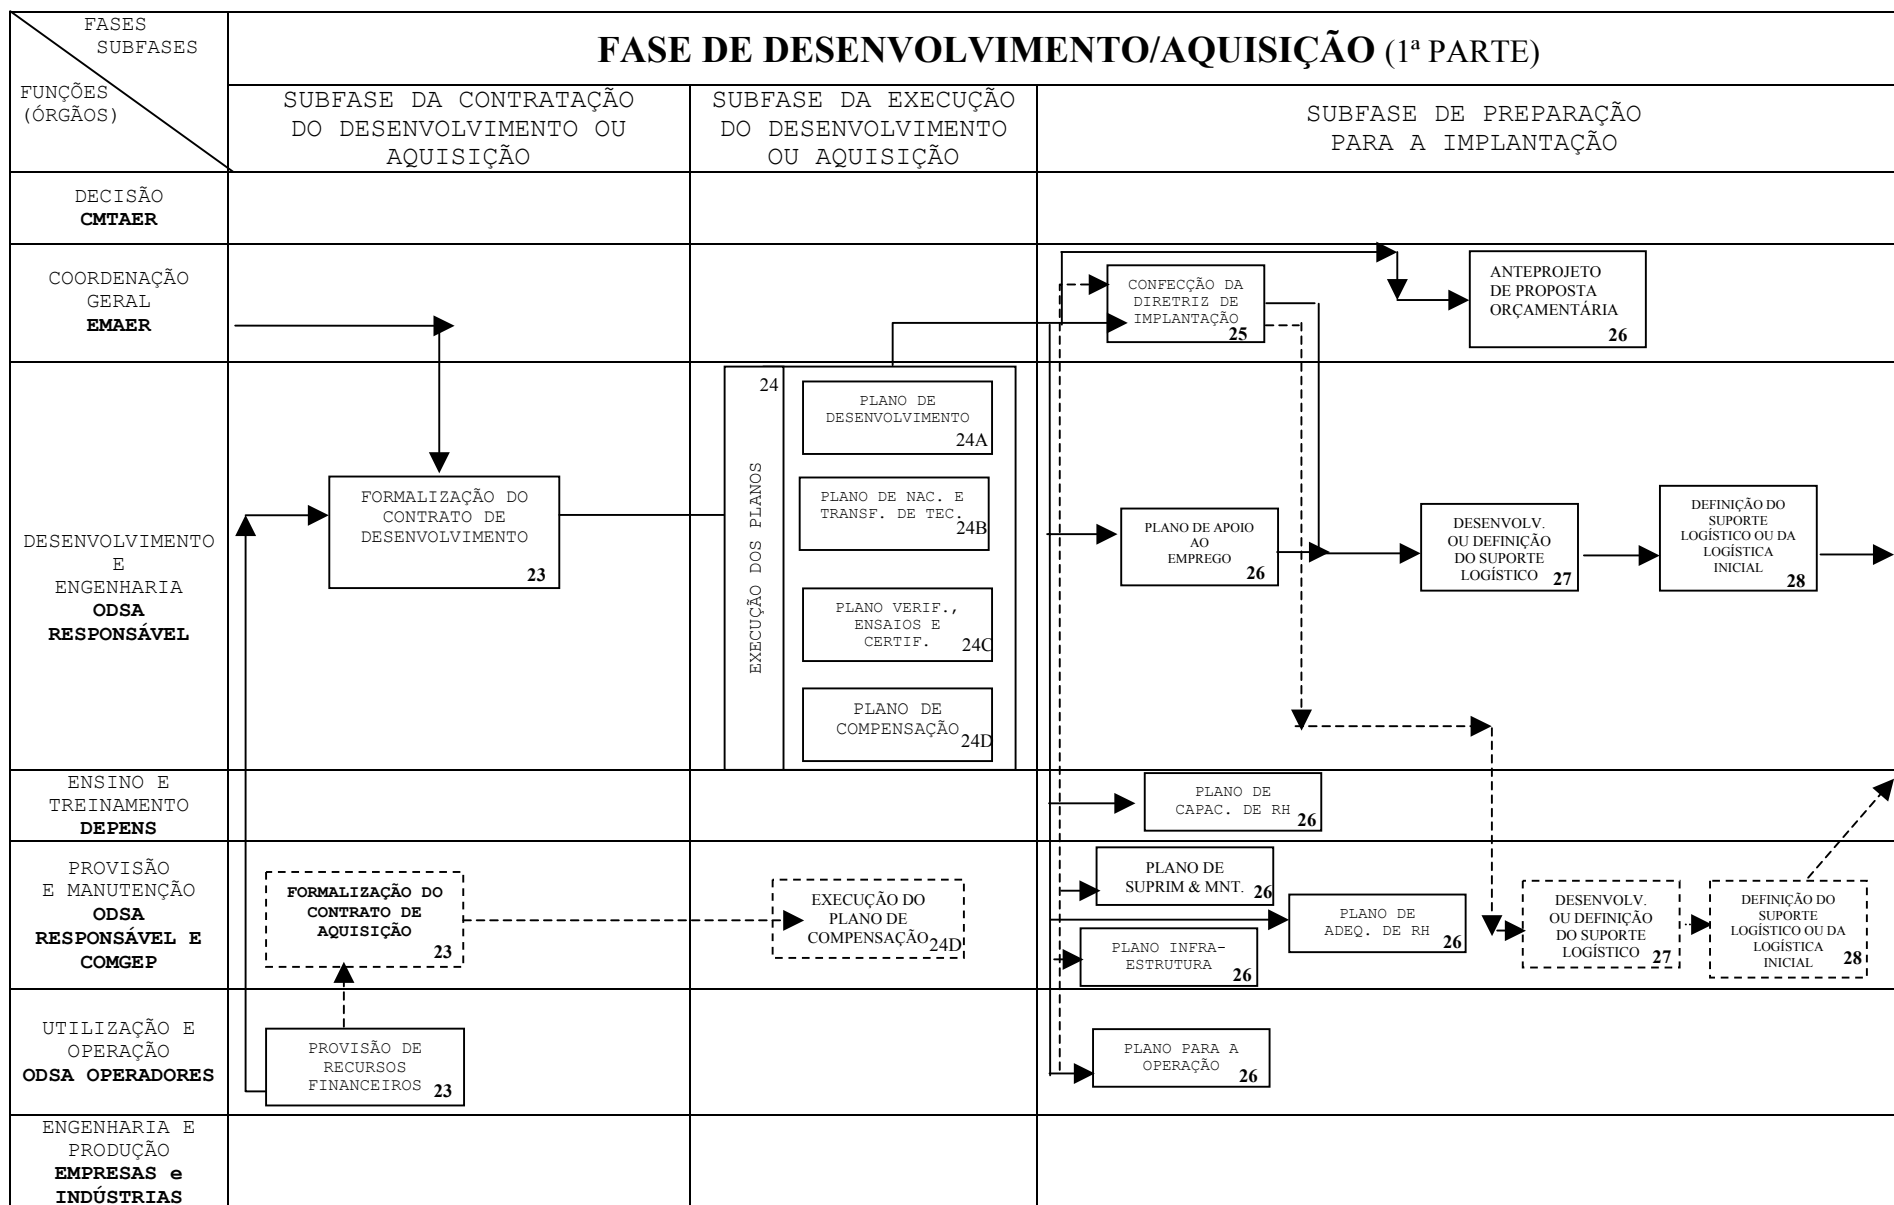 FASES
SUBFASES
FUNÇÕES
(ÓRGÃOS)
FASE DE DESENVOLVIMENTO/AQUISIÇÃO (1ª PARTE)
SUBFASE DA CONTRATAÇÃO
DO DESENVOLVIMENTO OU
AQUISIÇÃO
SUBFASE DA EXECUÇÃO
DO DESENVOLVIMENTO
OU AQUISIÇÃO
SUBFASE DE PREPARAÇÃO
PARA A IMPLANTAÇÃO
DECISÃO
CMTAER
COORDENAÇÃO
GERAL
EMAER
CONFECÇÃO DA
DIRETRIZ DE
IMPLANTAÇÃO
25
ANTEPROJETO
DE PROPOSTA
ORÇAMENTÁRIA
26
DESENVOLVIMENTO
E
ENGENHARIA
ODSA
RESPONSÁVEL
FORMALIZAÇÃO DO
CONTRATO DE
DESENVOLVIMENTO
23
24
EXECUÇÃO DOS PLANOS
PLANO DE
DESENVOLVIMENTO
24A
PLANO DE NAC. E
TRANSF. DE TEC.
24B
PLANO VERIF.,
ENSAIOS E
CERTIF.
24C
PLANO DE
COMPENSAÇÃO
24D
PLANO DE APOIO
AO
EMPREGO
26
DESENVOLV.
OU DEFINIÇÃO
DO SUPORTE
LOGÍSTICO
27
DEFINIÇÃO DO
SUPORTE
LOGÍSTICO OU DA
LOGÍSTICA
INICIAL
28
ENSINO E
TREINAMENTO
DEPENS
PLANO DE
CAPAC. DE RH
26
PROVISÃO
E MANUTENÇÃO
ODSA
RESPONSÁVEL E
COMGEP
FORMALIZAÇÃO DO
CONTRATO DE
AQUISIÇÃO
23
EXECUÇÃO DO
PLANO DE
COMPENSAÇÃO
24D
PLANO DE
SUPRIM & MNT.
26
PLANO DE
ADEQ. DE RH
26
PLANO INFRA-
ESTRUTURA
26
DESENVOLV.
OU DEFINIÇÃO
DO SUPORTE
LOGÍSTICO
27
DEFINIÇÃO DO
SUPORTE
LOGÍSTICO OU DA
LOGÍSTICA
INICIAL
28
UTILIZAÇÃO E
OPERAÇÃO
ODSA OPERADORES
PROVISÃO DE
RECURSOS
FINANCEIROS
23
PLANO PARA A
OPERAÇÃO
26
ENGENHARIA E
PRODUÇÃO
EMPRESAS e
INDÚSTRIAS